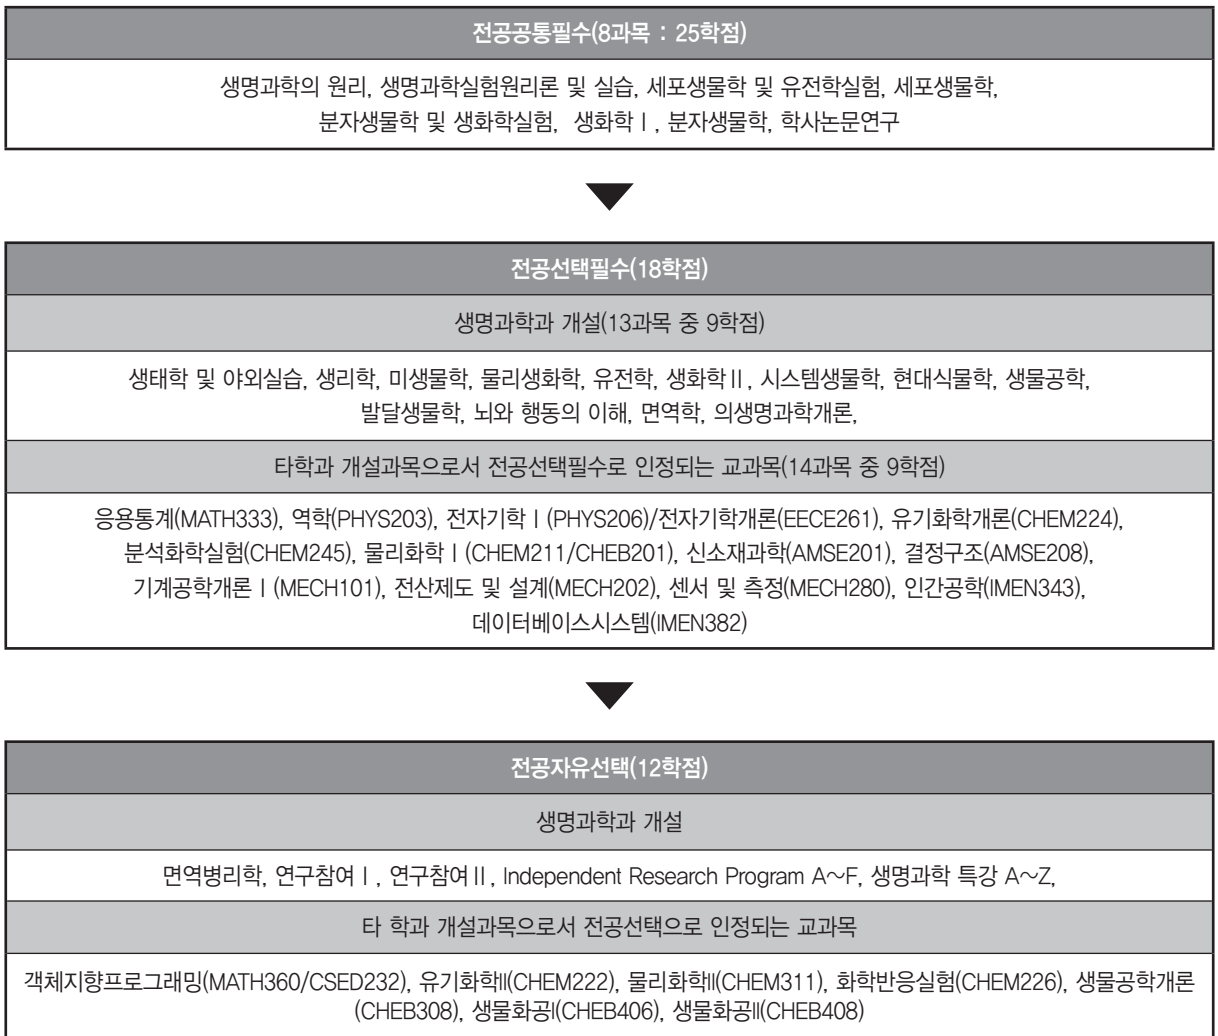 전공공통필수(8과목 : 25학점)
생명과학의 원리, 생명과학실험원리론 및 실습, 세포생물학 및 유전학실험, 세포생물학,
분자생물학 및 생화학실험, 생화학Ⅰ, 분자생물학, 학사논문연구
전공선택필수(18학점)
생명과학과 개설(13과목 중 9학점)
생태학 및 야외실습, 생리학, 미생물학, 물리생화학, 유전학, 생화학Ⅱ, 시스템생물학, 현대식물학, 생물공학,
발달생물학, 뇌와 행동의 이해, 면역학, 의생명과학개론,
타학과 개설과목으로서 전공선택필수로 인정되는 교과목(14과목 중 9학점)
응용통계(MATH333), 역학(PHYS203), 전자기학Ⅰ(PHYS206)/전자기학개론(EECE261), 유기화학개론(CHEM224),
분석화학실험(CHEM245), 물리화학Ⅰ(CHEM211/CHEB201), 신소재과학(AMSE201), 결정구조(AMSE208),
기계공학개론Ⅰ(MECH101), 전산제도 및 설계(MECH202), 센서 및 측정(MECH280), 인간공학(IMEN343),
데이터베이스시스템(IMEN382)
전공자유선택(12학점)
생명과학과 개설
면역병리학, 연구참여Ⅰ, 연구참여Ⅱ, Independent Research Program A~F, 생명과학 특강 A~Z,
타 학과 개설과목으로서 전공선택으로 인정되는 교과목
객체지향프로그래밍(MATH360/CSED232), 유기화학II(CHEM222), 물리화학II(CHEM311), 화학반응실험(CHEM226), 생물공학개론
(CHEB308), 생물화공I(CHEB406), 생물화공II(CHEB408)